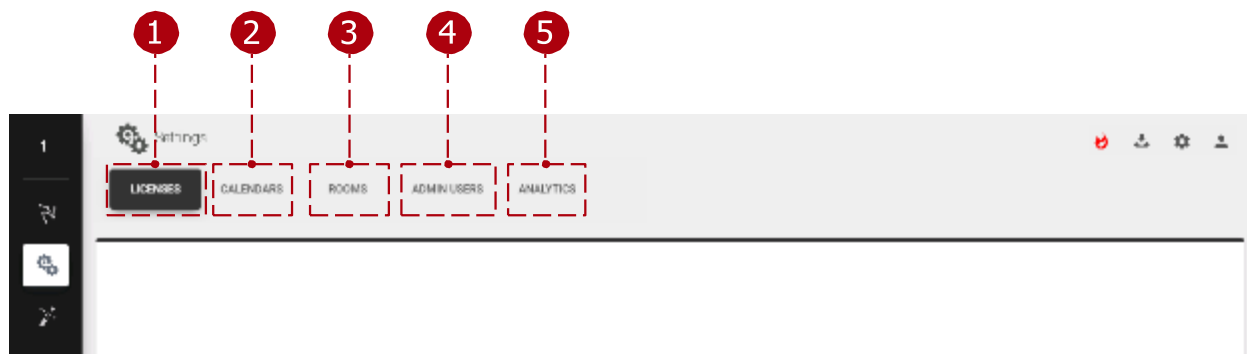 1 2 3 4 5
1
Settings
LICENSES CALENDARS ROOMS ADMIN USERS ANALYTICS